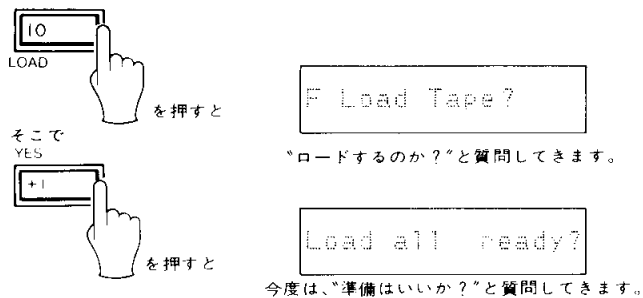 10
LOAD
を押すと
F Load Tape?
"ロードするのか？"と質問してきます。
そこで
YES
+1
を押すと
Load all ready?
今度は、"準備はいいか？"と質問してきます。